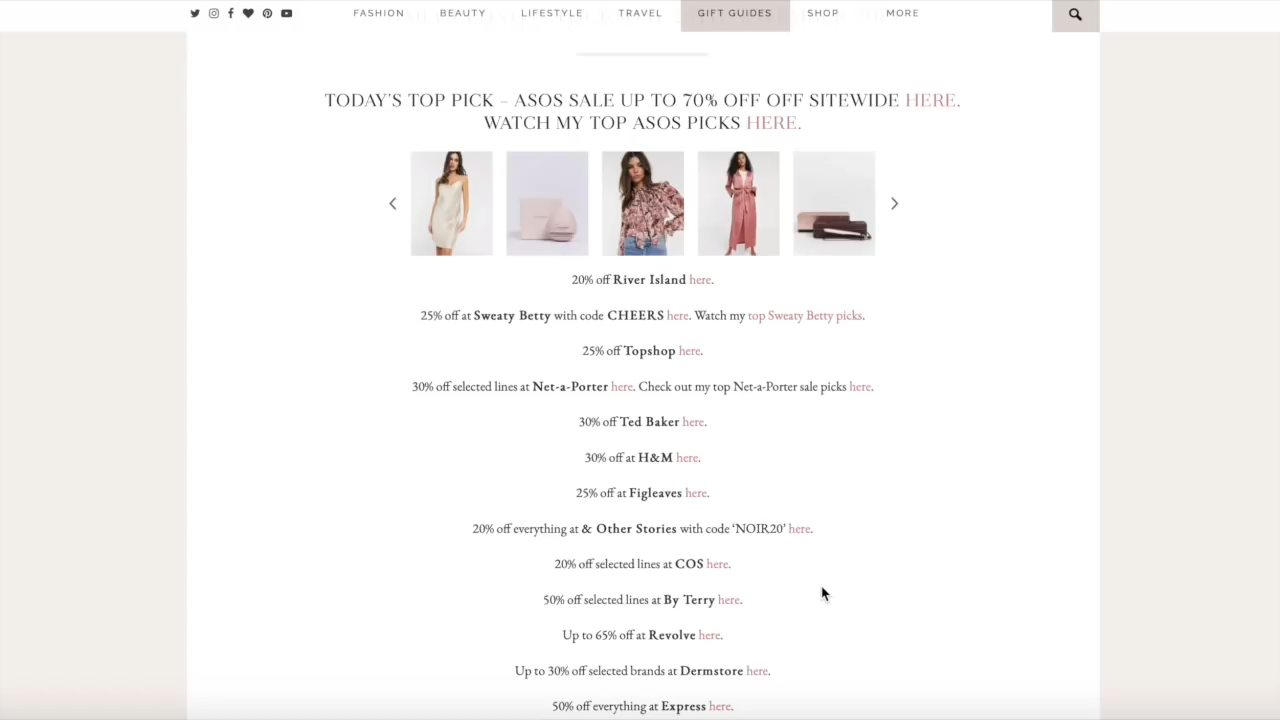 FASHION BEAUTY LIFESTYLE TRAVEL GIFT GUIDES SHOP MORE
TODAY'S TOP PICK – ASOS SALE UP TO 70% OFF OFF SITEWIDE HERE.
WATCH MY TOP ASOS PICKS HERE.
20% off River Island here.
25% off at Sweaty Betty with code CHEERS here. Watch my top Sweaty Betty picks.
25% off Topshop here.
30% off selected lines at Net-a-Porter here. Check out my top Net-a-Porter sale picks here.
30% off Ted Baker here.
30% off at H&M here.
25% off at Figleaves here.
20% off everything at & Other Stories with code ‘NOIR20’ here.
20% off selected lines at COS here.
50% off selected lines at By Terry here.
Up to 65% off at Revolve here.
Up to 30% off selected brands at Dermstore here.
50% off everything at Express here.